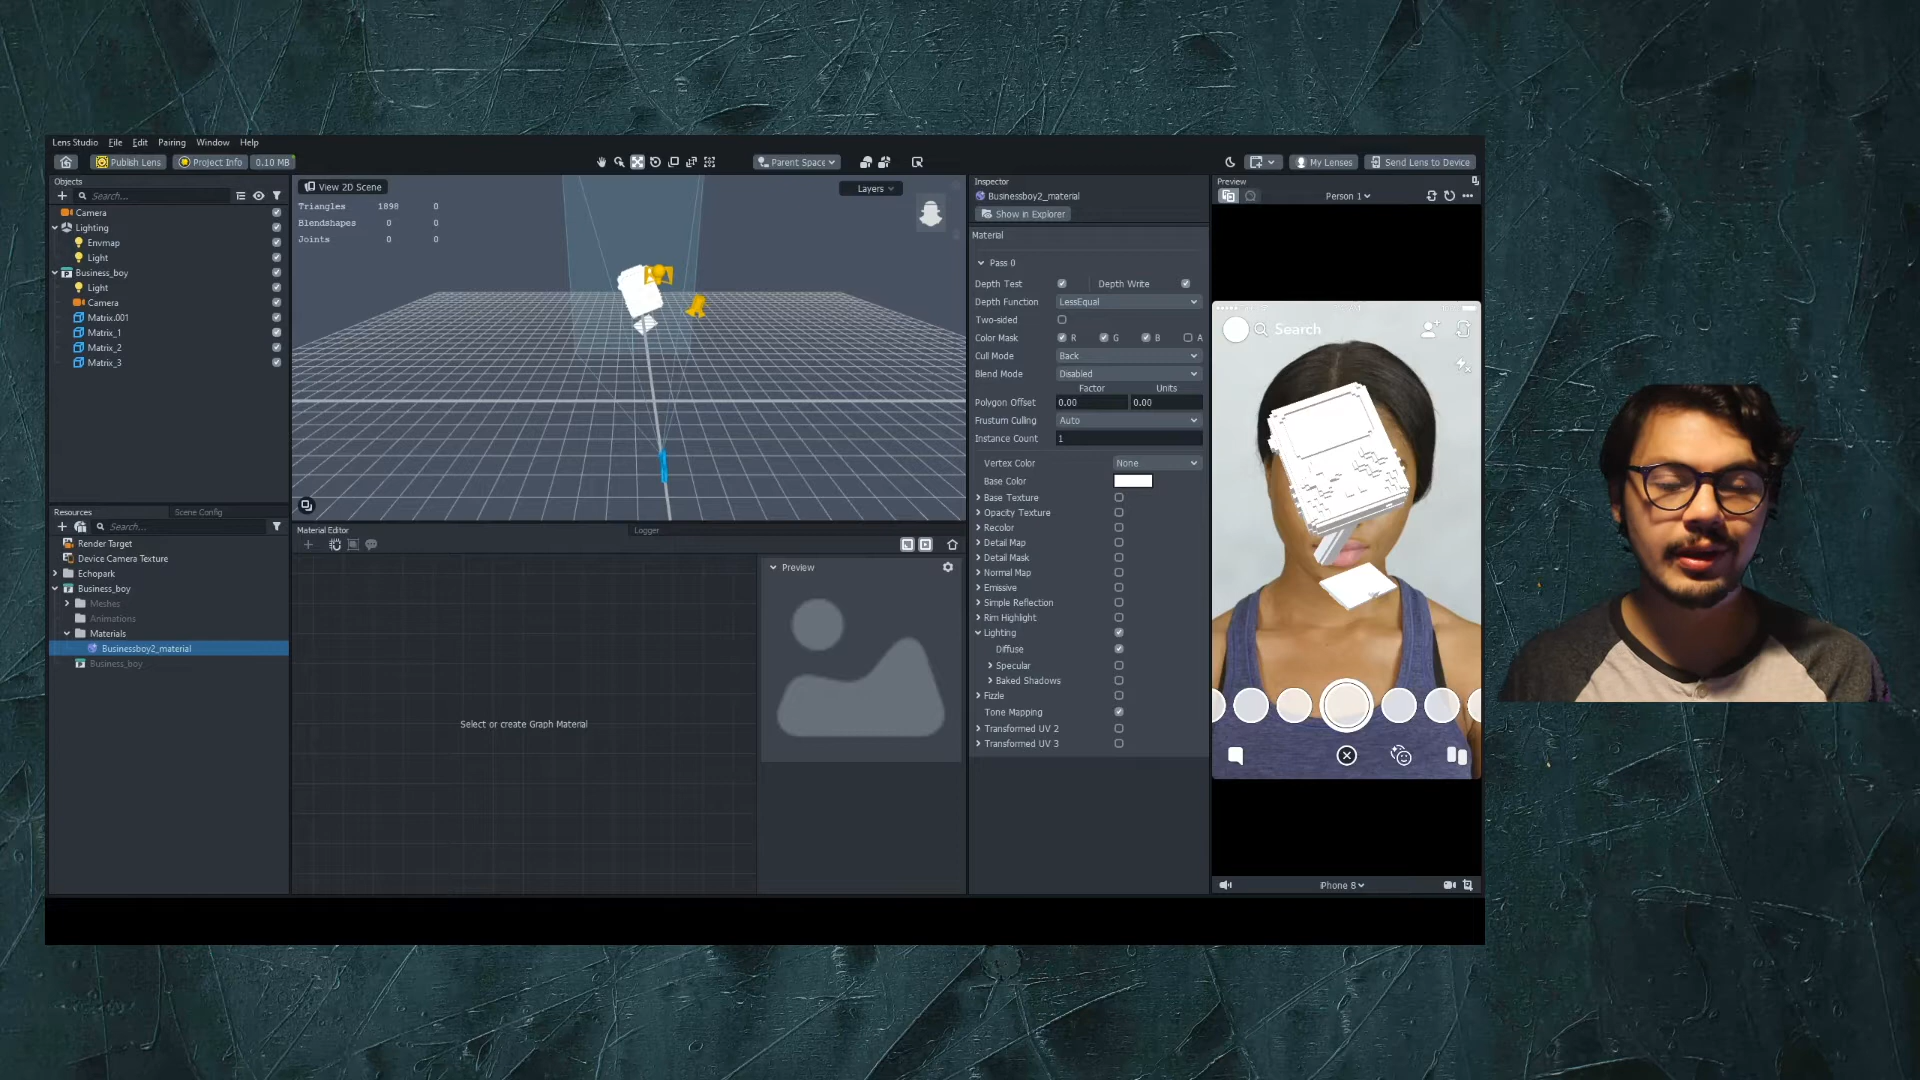 Lens Studio File Edit Pairing Window Help
Publish Lens Project Info 0.10 MB Parent Space My Lenses Send Lens to Device
Objects
Search...
Camera
Lighting
Envmap
Light
Business_boy
Light
Camera
Matrix.001
Matrix_1
Matrix_2
Matrix_3
Resources Scene Config
Search...
Render Target
Device Camera Texture
Echopark
Business_boy
Meshes
Animations
Materials
Businessboy2_material
Business_boy
View 2D Scene Layers
Triangles 1898 0
Blendshapes 0 0
Joints 0 0
Material Editor Logger
Select or create Graph Material
Preview
Inspector
Businessboy2_material
Show in Explorer
Material
Pass 0
Depth Test Depth Write
Depth Function LessEqual
Two-sided
Color Mask R G B A
Cull Mode Back
Blend Mode Disabled
Factor Units
Polygon Offset 0.00 0.00
Frustum Culling Auto
Instance Count 1
Vertex Color None
Base Color
Base Texture
Opacity Texture
Recolor
Detail Map
Detail Mask
Normal Map
Emissive
Simple Reflection
Rim Highlight
Lighting
Diffuse
Specular
Baked Shadows
Fizzle
Tone Mapping
Transformed UV 2
Transformed UV 3
Preview
Person 1
Search
iPhone 8